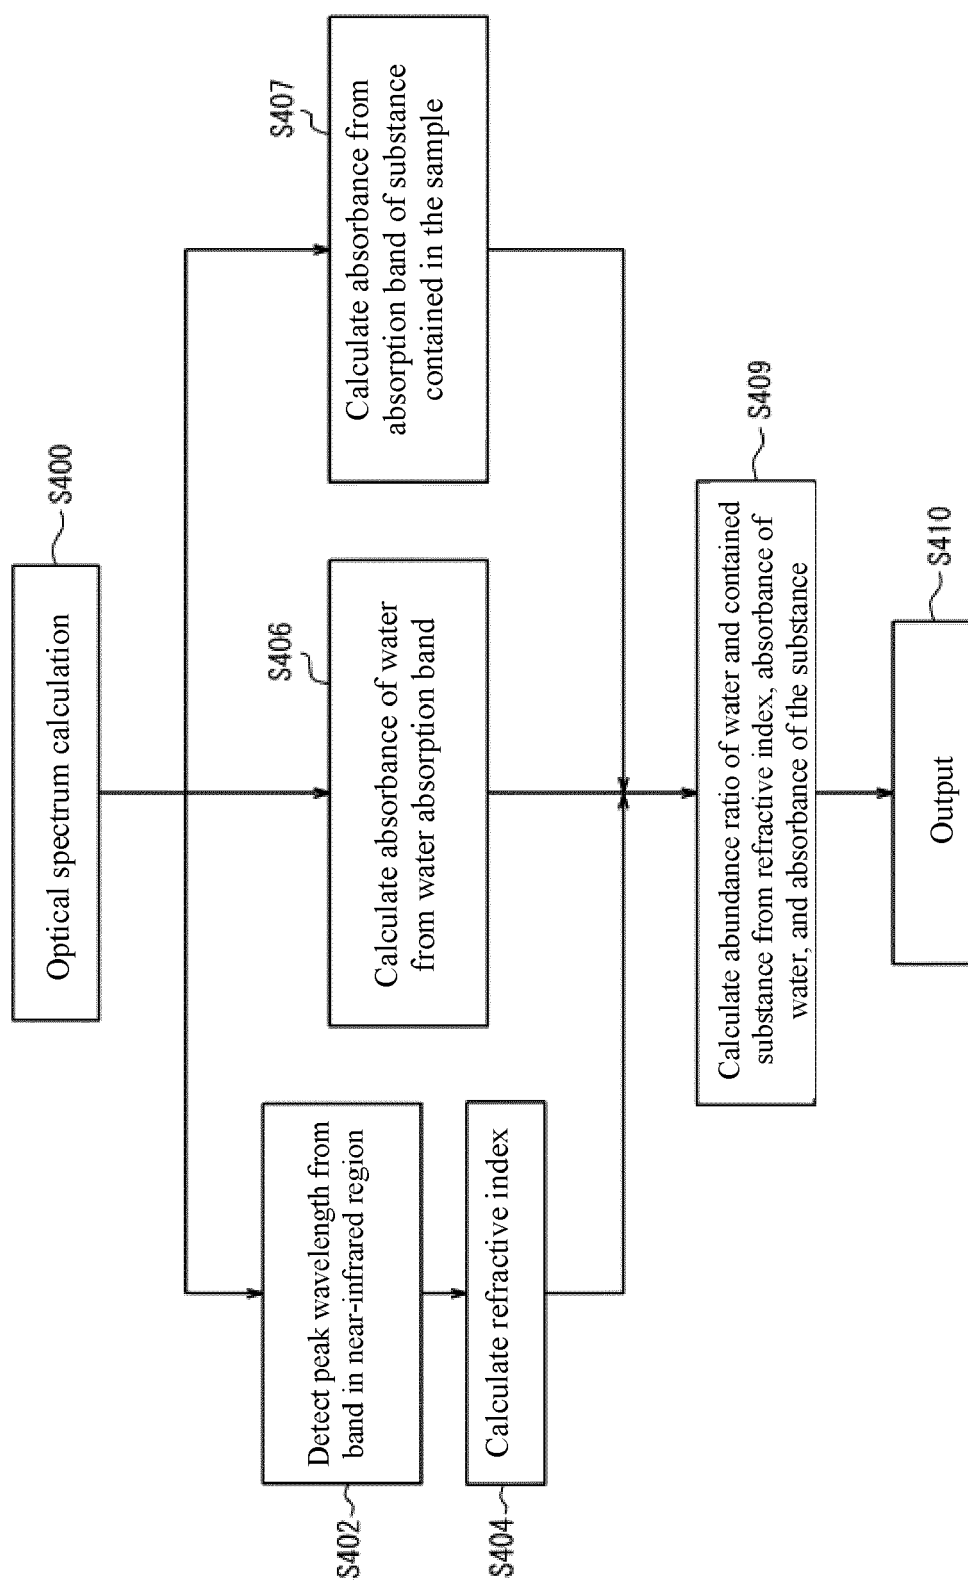 S400
Optical spectrum calculation
S402
Detect peak wavelength from
band in near-infrared region
S404
Calculate refractive index
S406
Calculate absorbance of water
from water absorption band
S407
Calculate absorbance from
absorption band of substance
contained in the sample
S409
Calculate abundance ratio of water and contained
substance from refractive index, absorbance of
water, and absorbance of the substance
S410
Output